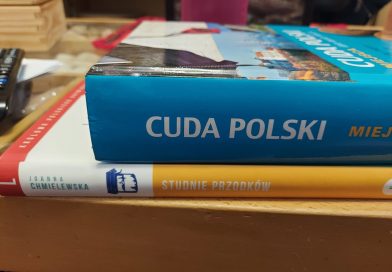 CUDA POLSKI MIEJ
JOANNA
CHMIELEWSKA
STUDNIE PRZODKÓW